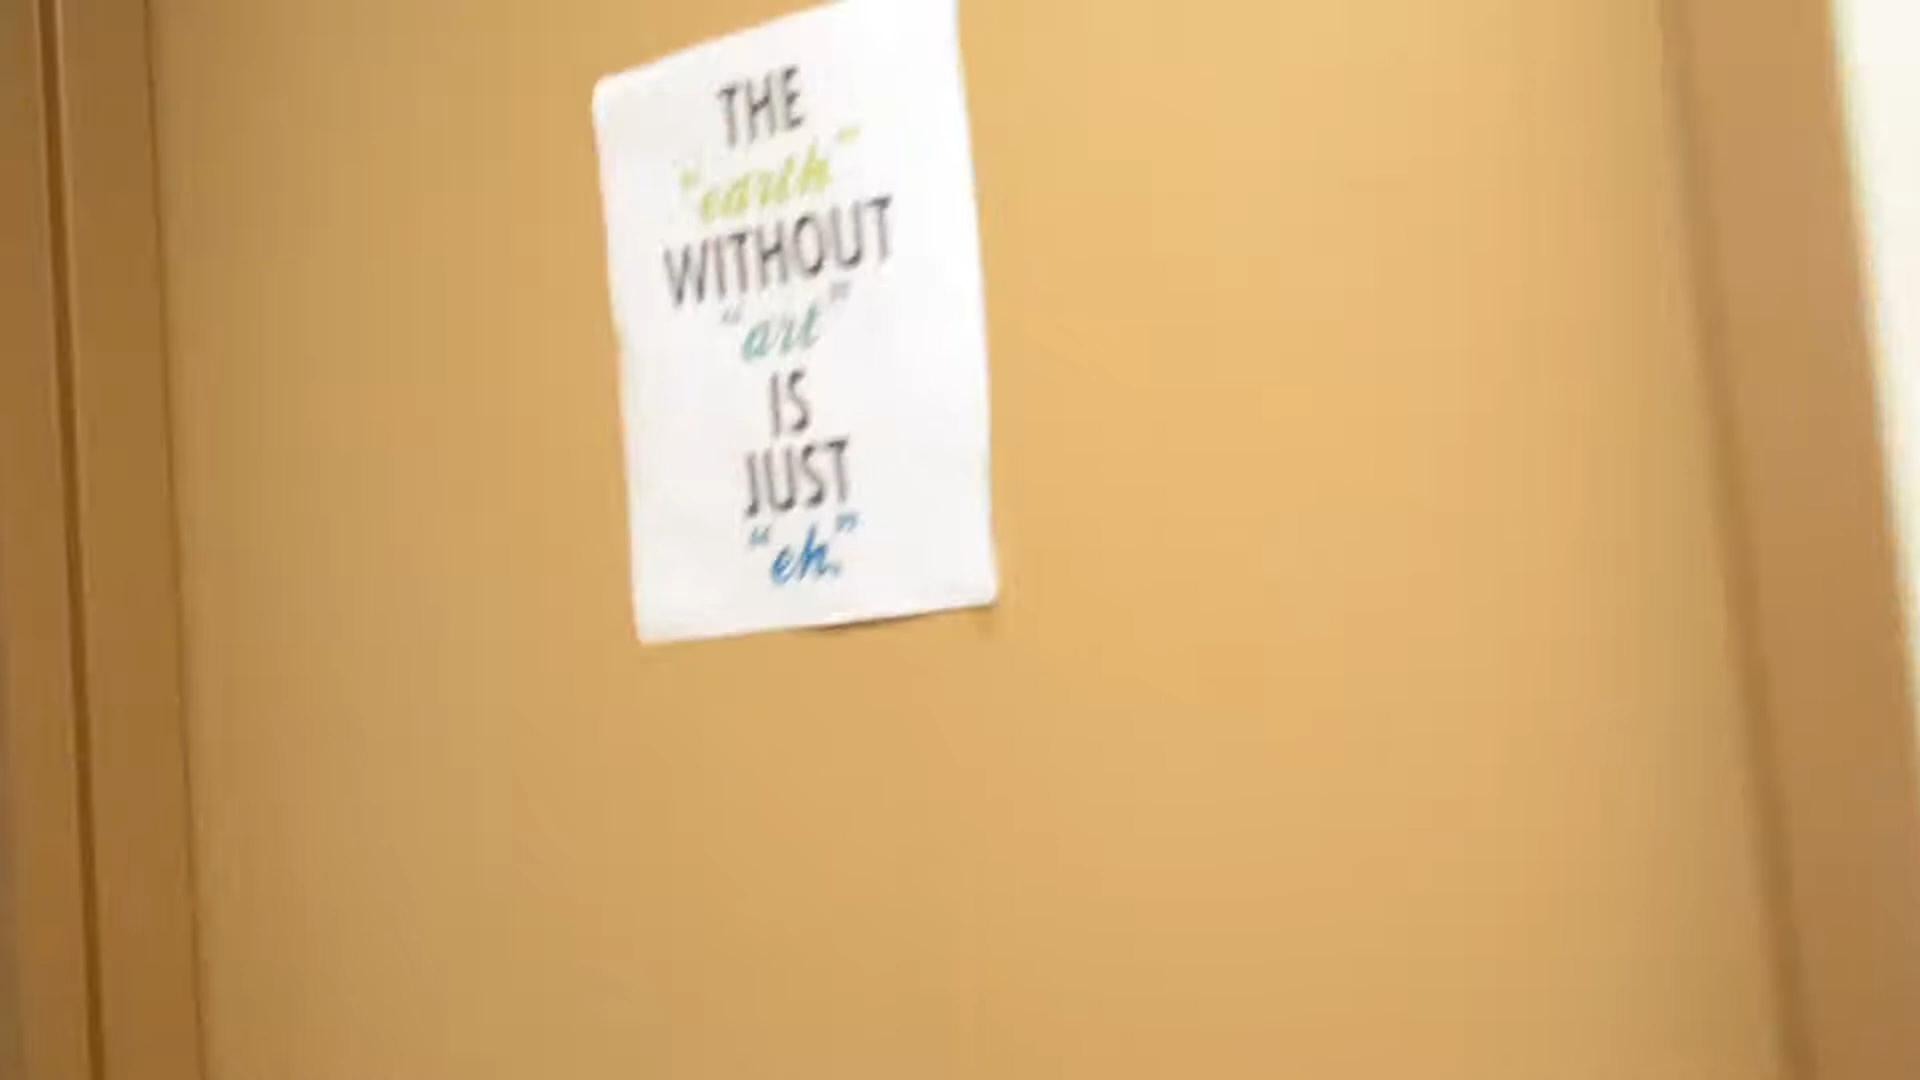 THE
"earth"
WITHOUT
"art"
IS
JUST
"eh."